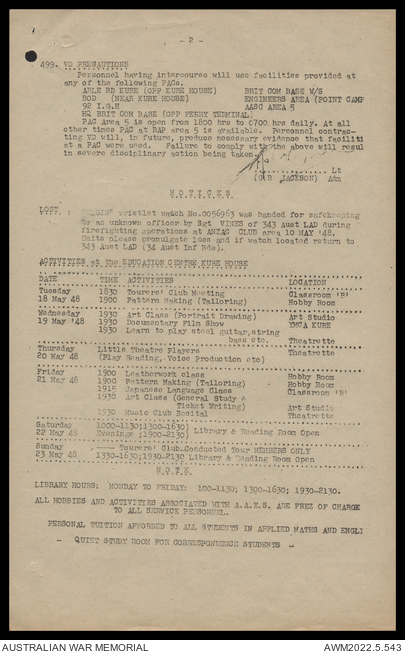 - 2 -
499. VD PRECAUTIONS
Personnel having intercourse will use facilities provided at
any of the following PACs.
ABLE RD KURE (OPP KURE HOUSE) BRIT COM BASE W/S
BOD (NEAR KURE HOUSE) ENGINEERS AREA (POINT CAMP
92 I.G.H AASC AREA 5
HQ BRIT COM BASE (OPP FERRY TERMINAL)
PAC Area 5 is open from 1800 hrs to 0700 hrs daily. At all
other times PAC at RAP area 5 is available. Personnel contrac-
ting VD will, in future, produce necessary evidence that faciliti
at a PAC were used. Failure to comply with the above will resul
in severe disciplinary action being taken.
Lt
(G R JACKSON) Adm
N O T I C E S
LOST. : wristlet watch No.0056963 was handed for safekeeping
to an unknown officer by Sgt VINES of 343 Aust LAD during
firefighting operations at ANZAY CLUB area 10 MAY '48.
Units please promulgate loss and if watch located return to
343 Aust LAD (34 Aust Inf Bde).
ACTIVITIES at the EDUCATION CENTRE KURE HOUSE
DATE TIME ACTIVITIES LOCATION
Tuesday 1830 Tourers' Club Meeting Classroom 'B'
18 May 48 1900 Pattern Making (Tailoring) Hobby Room
Wednesday 1930 Art Class (Portrait Drawing) Art Studio
19 May '48 1930 Documentary Film Show YMCA KURE
1930 Learn to play steel guitar, string
bass etc. Theatrette
Thursday Little Theatre Players Theatrette
20 May 48 (Play Reading, Voice Production etc)
Friday 1900 Leatherwork class Hobby Room
21 May 48 1900 Pattern Making (Tailoring) Hobby Room
1915 Japanese Language Class Classroom 'B'
1930 Art Class (General Study &
Ticket Writing) Art Studio
1930 Music Club Recital Theatrette
Saturday 1000-1130;1300-1630)
22 May 48 Evenings ;1900-2130) Library & Reading Room Open
Sunday Tourers' Club.Conducted Tour MEMBERS ONLY
23 May 48 1330-1630;1930-2130 Library & Reading Room Open
N O T E
LIBRARY HOURS: MONDAY TO FRIDAY: 100-1130; 1300-1630; 1930-2130.
ALL HOBBIES AND ACTIVITIES ASSOCIATED WITH A.A.E.S. ARE FREE OF CHARGE
TO ALL SERVICE PERSONNEL.
PERSONAL TUITION AFFORDED TO ALL STUDENTS IN APPLIED MATHS AND ENGLI
- QUIET STUDY ROOM FOR CORRESPONDENCE STUDENTS -
AUSTRALIAN WAR MEMORIAL AWM2022.5.543